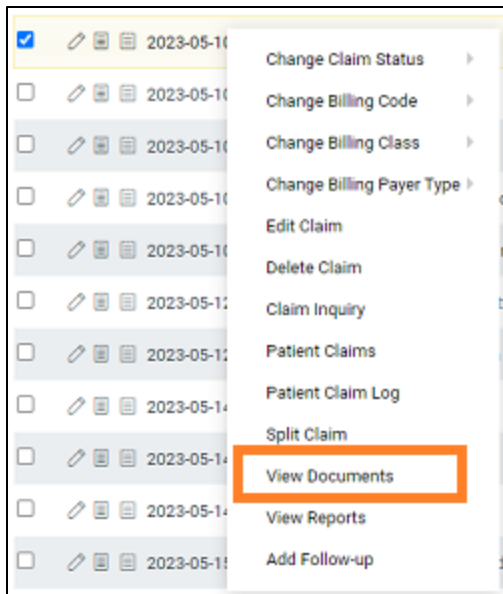 2023-05-10
Change Claim Status
2023-05-10
Change Billing Code
2023-05-10
Change Billing Class
2023-05-10
Change Billing Payer Type
Edit Claim
2023-05-10
Delete Claim
2023-05-12
Claim Inquiry
2023-05-12
Patient Claims
Patient Claim Log
2023-05-14
Split Claim
2023-05-14
View Documents
2023-05-14
View Reports
2023-05-15
Add Follow-up